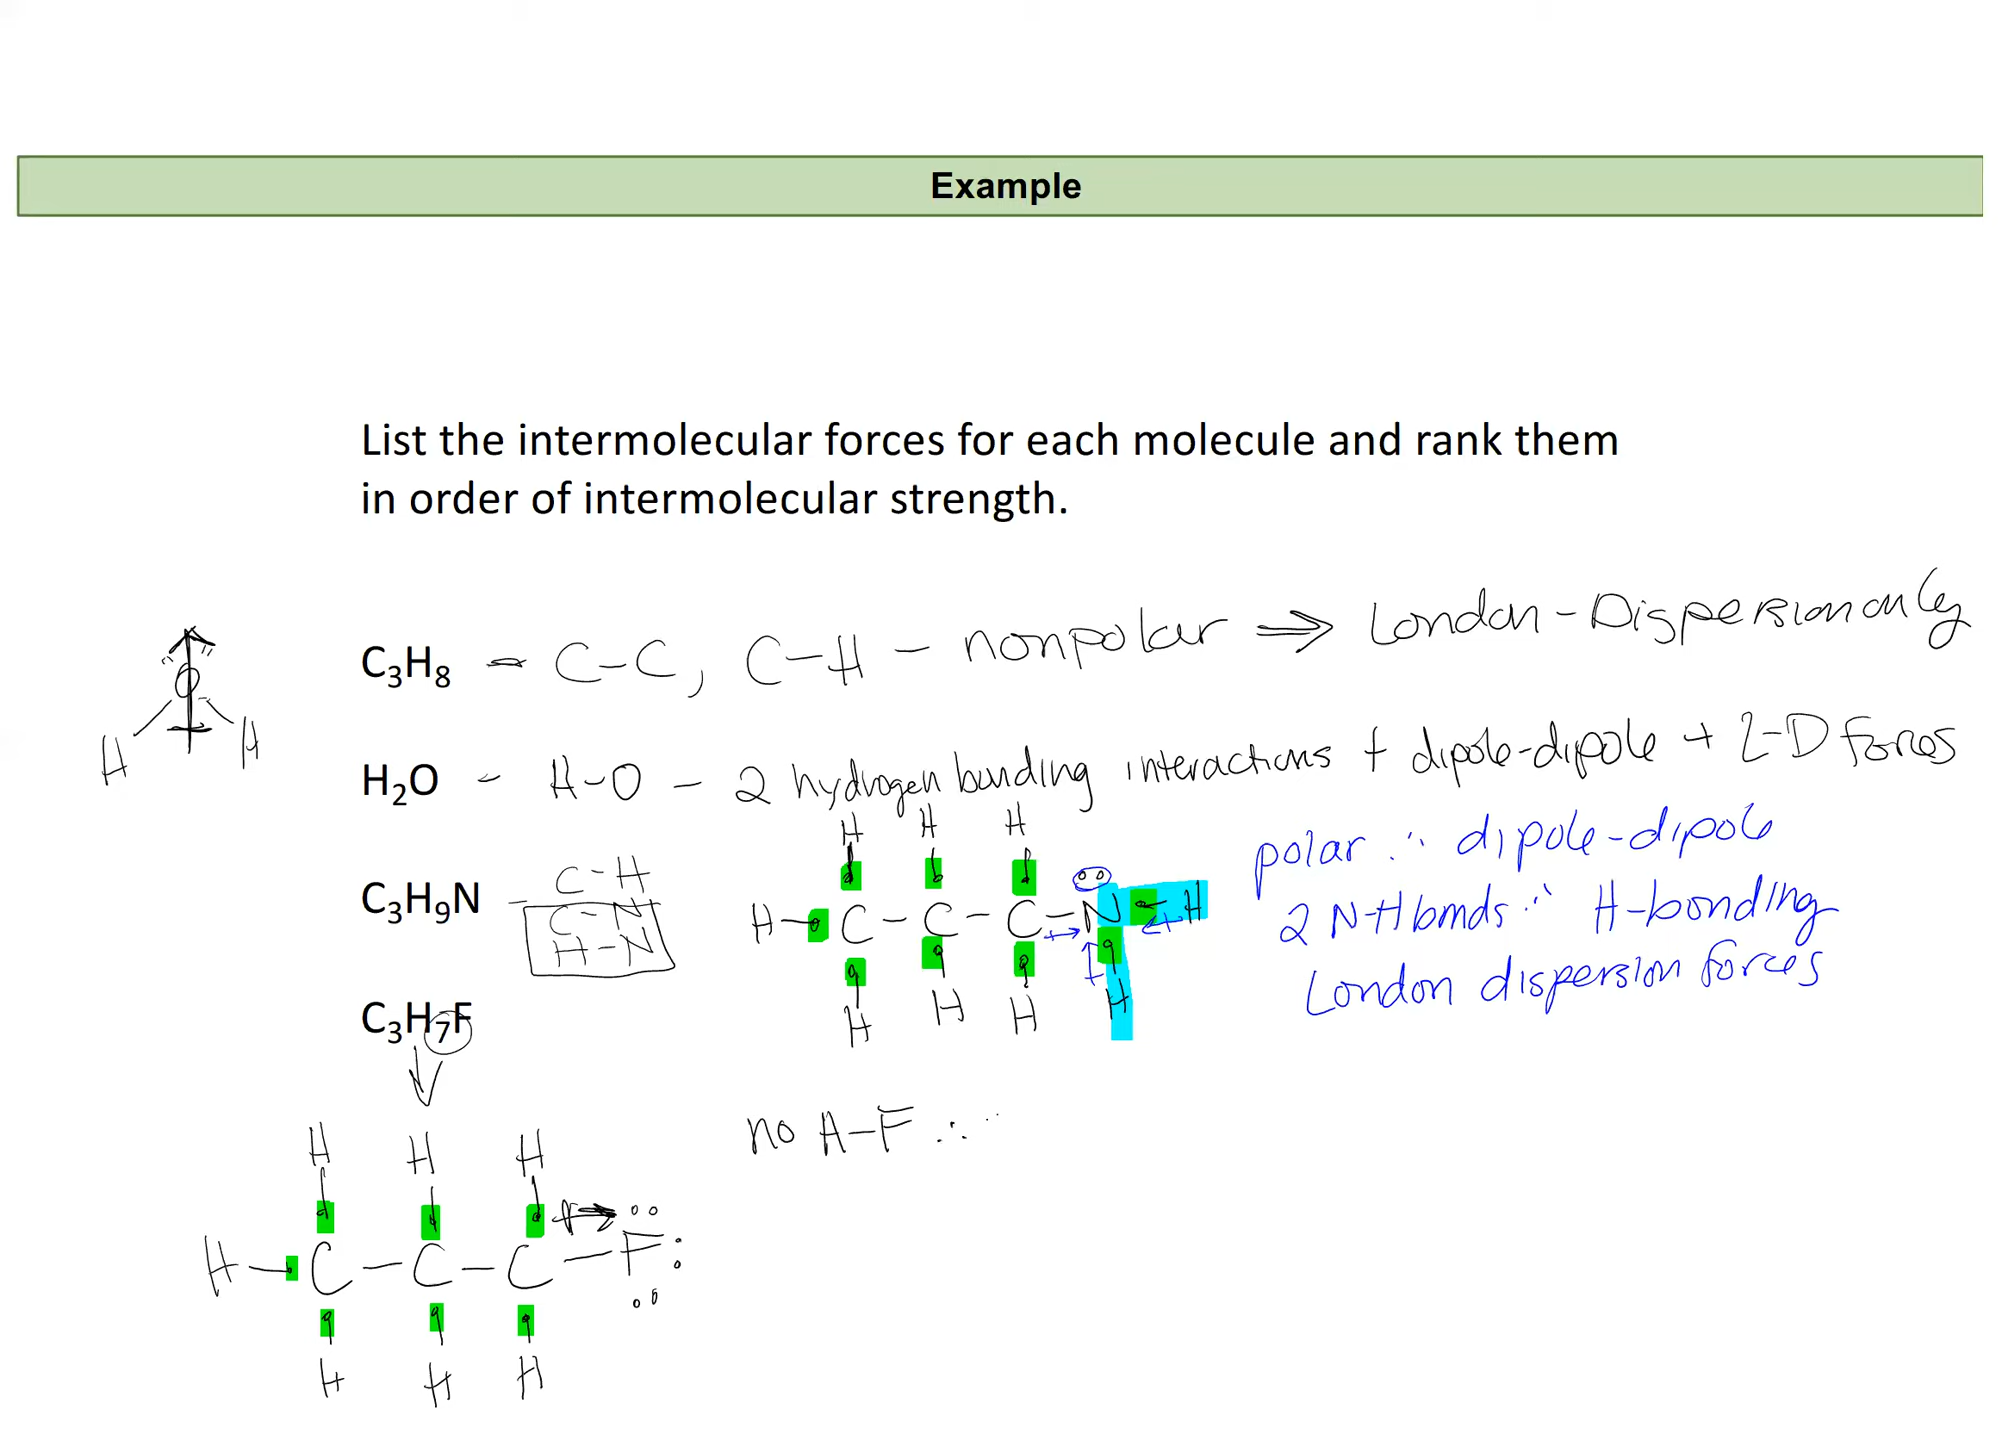 Example
List the intermolecular forces for each molecule and rank them
in order of intermolecular strength.
C₃H₈ - C-C, C-H - nonpolar ⇒ London-Dispersion only
O
H H
H₂O - H-O - 2 hydrogen bonding interactions + dipole-dipole + L-D forces
C₃H₉N - C-H
C-N
H-N
H H H
H-C-C-C-N-H
H H H H
polar ∴ dipole-dipole
2 N-H bonds ∴ H-bonding
London dispersion forces
C₃H₇F
no H-F ∴
H H H
H-C-C-C-F
H H H